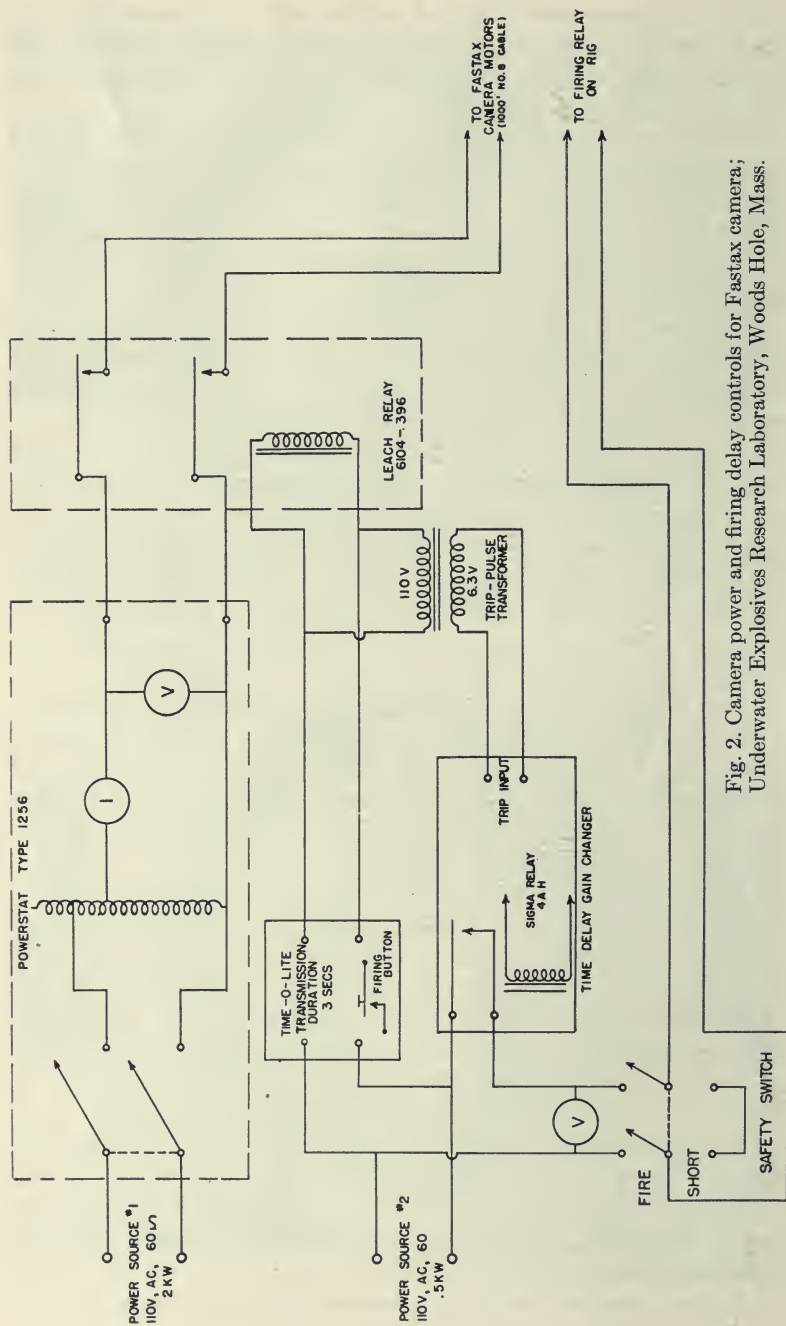 POWERSTAT TYPE 1256
POWER SOURCE #1
110V, AC, 60 ∽
2 KW
I
V
LEACH RELAY
6104-.396
TO FASTAX
CAMERA MOTORS
(1000' NO. 8 CABLE)
TIME-O-LITE
TRANSMISSION
DURATION
3 SECS
FIRING
BUTTON
110 V
6.3 V
TRIP-PULSE
TRANSFORMER
POWER SOURCE #2
110V, AC, 60
.5 KW
TRIP INPUT
SIGMA RELAY
4 A H
TIME DELAY GAIN CHANGER
TO FIRING RELAY
ON RIG
V
FIRE
SHORT
SAFETY SWITCH
Fig. 2. Camera power and firing delay controls for Fastax camera;
Underwater Explosives Research Laboratory, Woods Hole, Mass.